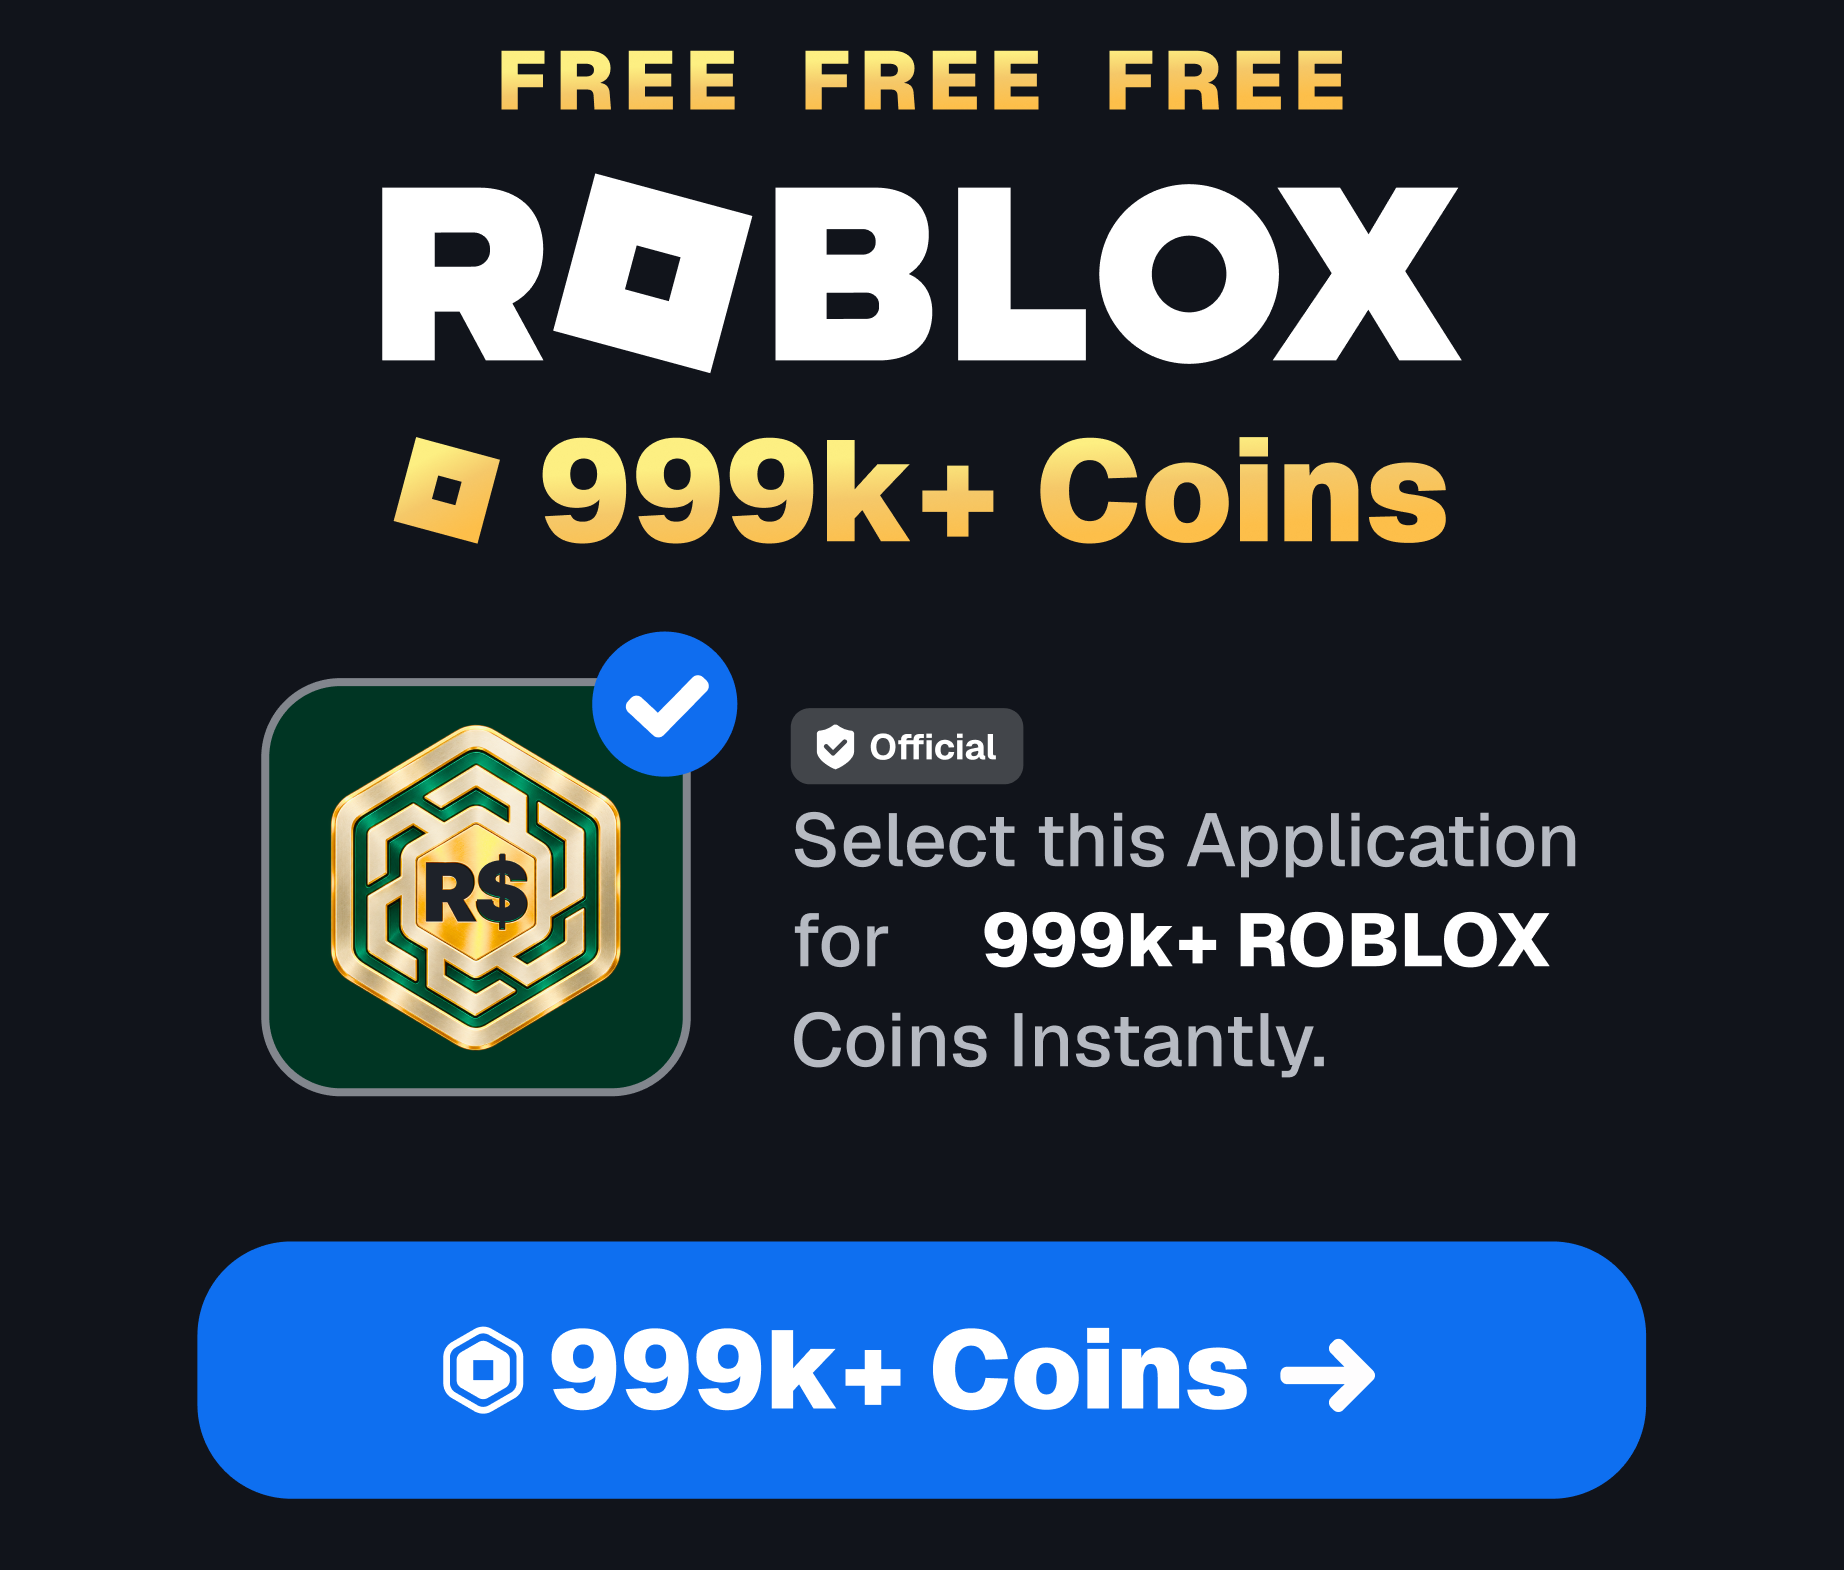 FREE FREE FREE
ROBLOX
999k+ Coins
R$
Official
Select this Application
for 999k+ ROBLOX
Coins Instantly.
999k+ Coins →